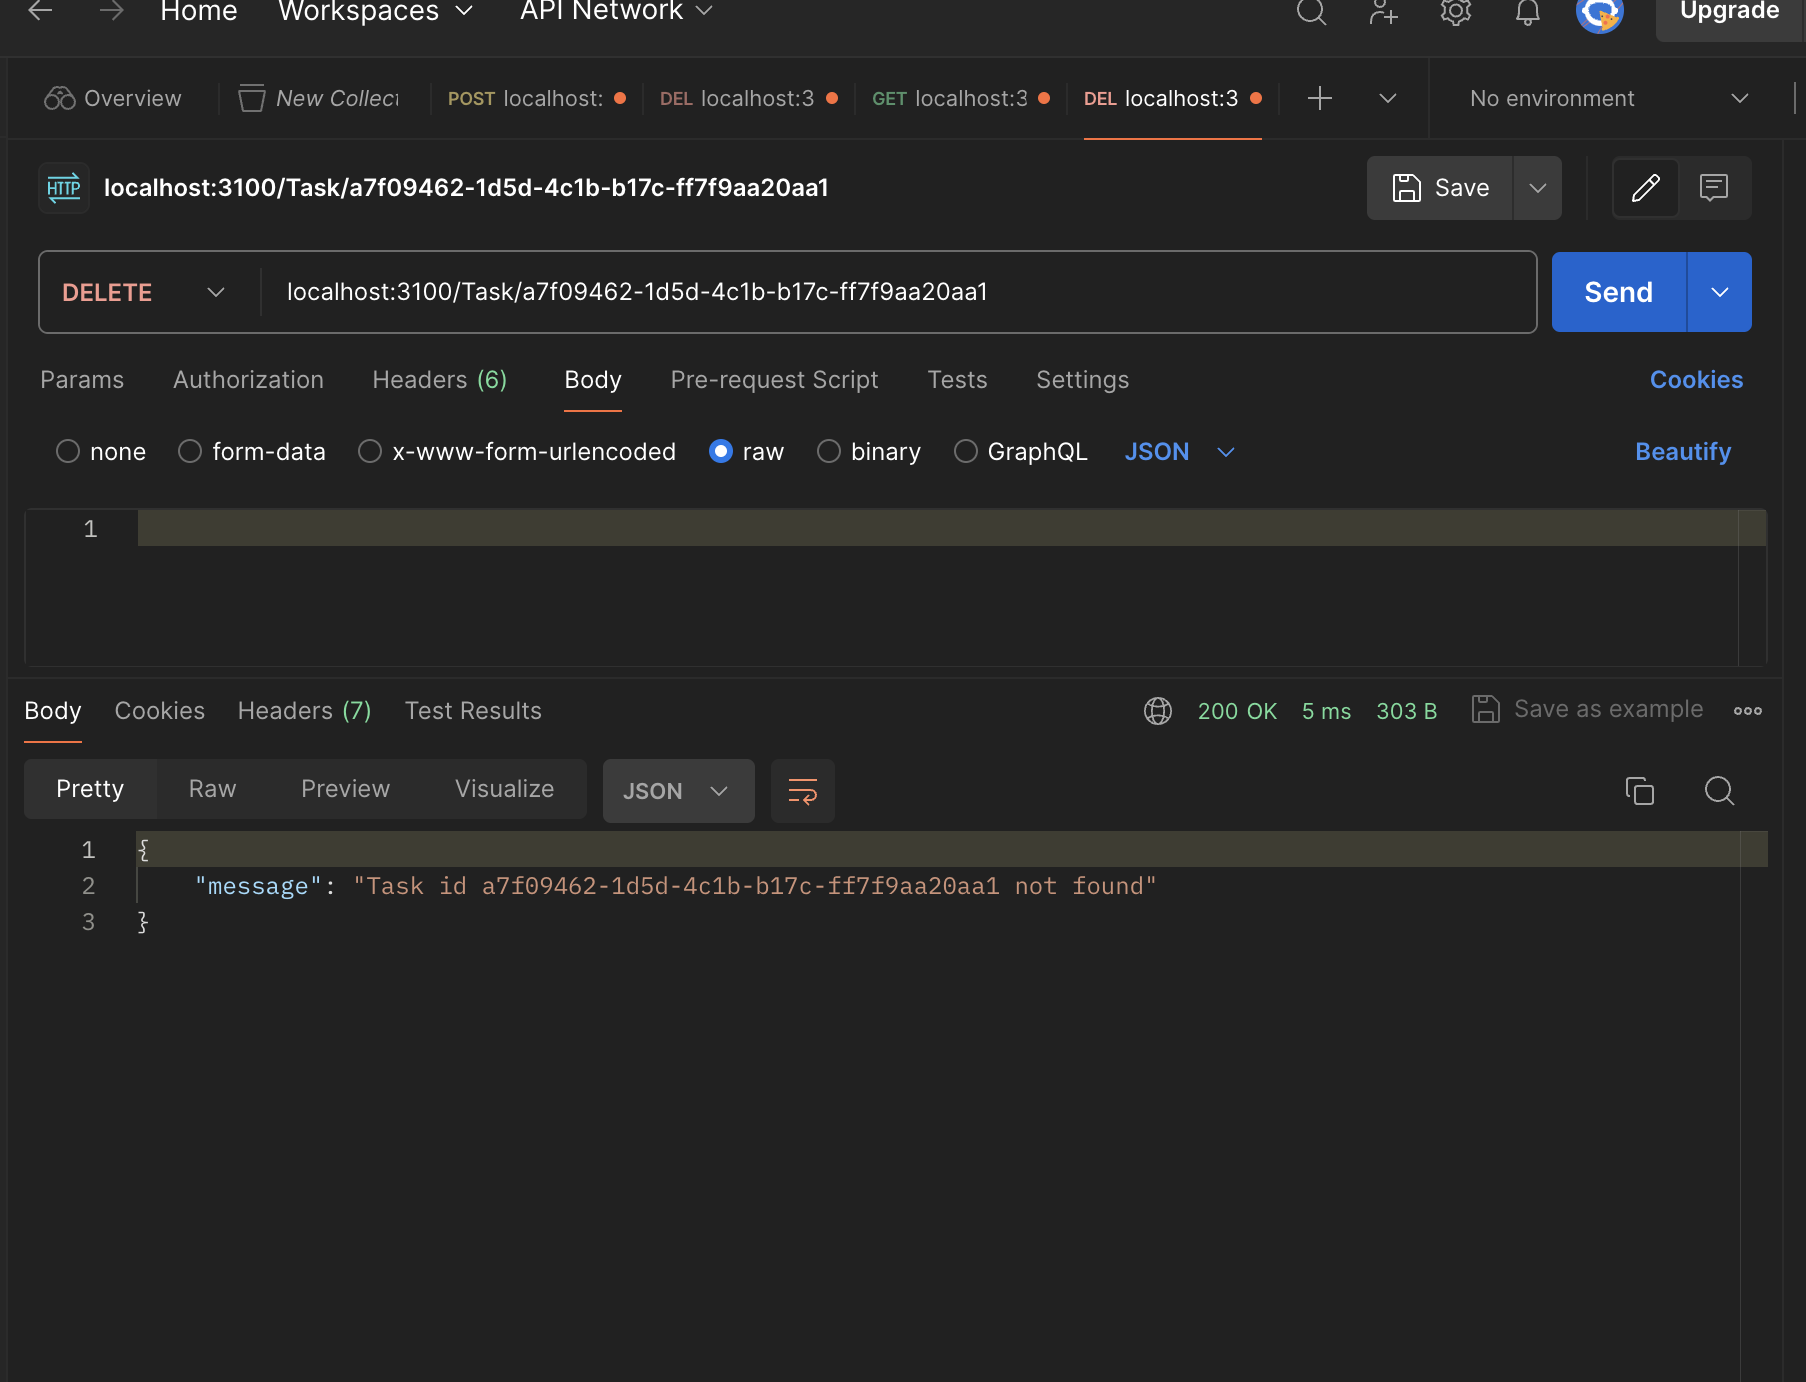 Home Workspaces API Network Upgrade
Overview New Collec POST localhost: DEL localhost:3 GET localhost:3 DEL localhost:3 No environment
HTTP localhost:3100/Task/a7f09462-1d5d-4c1b-b17c-ff7f9aa20aa1 Save
DELETE localhost:3100/Task/a7f09462-1d5d-4c1b-b17c-ff7f9aa20aa1 Send
Params Authorization Headers (6) Body Pre-request Script Tests Settings Cookies
none form-data x-www-form-urlencoded raw binary GraphQL JSON Beautify
1
Body Cookies Headers (7) Test Results 200 OK 5 ms 303 B Save as example
Pretty Raw Preview Visualize JSON
1 {
2 "message": "Task id a7f09462-1d5d-4c1b-b17c-ff7f9aa20aa1 not found"
3 }